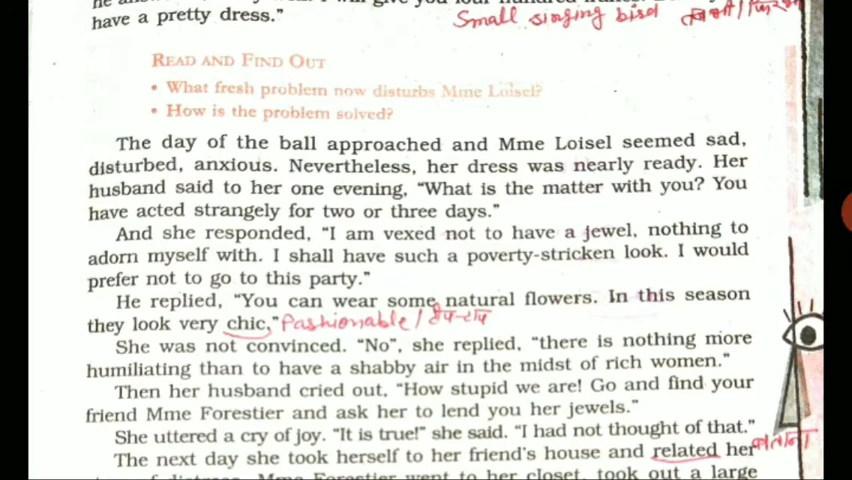 have a pretty dress."
Small singing bird
READ AND FIND OUT
• What fresh problem now disturbs Mme Loisel?
• How is the problem solved?
The day of the ball approached and Mme Loisel seemed sad,
disturbed, anxious. Nevertheless, her dress was nearly ready. Her
husband said to her one evening, "What is the matter with you? You
have acted strangely for two or three days."
And she responded, "I am vexed not to have a jewel, nothing to
adorn myself with. I shall have such a poverty-stricken look. I would
prefer not to go to this party."
He replied, "You can wear some natural flowers. In this season
they look very chic." Fashionable /
She was not convinced. "No", she replied, "there is nothing more
humiliating than to have a shabby air in the midst of rich women."
Then her husband cried out, "How stupid we are! Go and find your
friend Mme Forestier and ask her to lend you her jewels."
She uttered a cry of joy. "It is true!" she said. "I had not thought of that."
The next day she took herself to her friend's house and related her
Mme Forestier went to her closet, took out a large